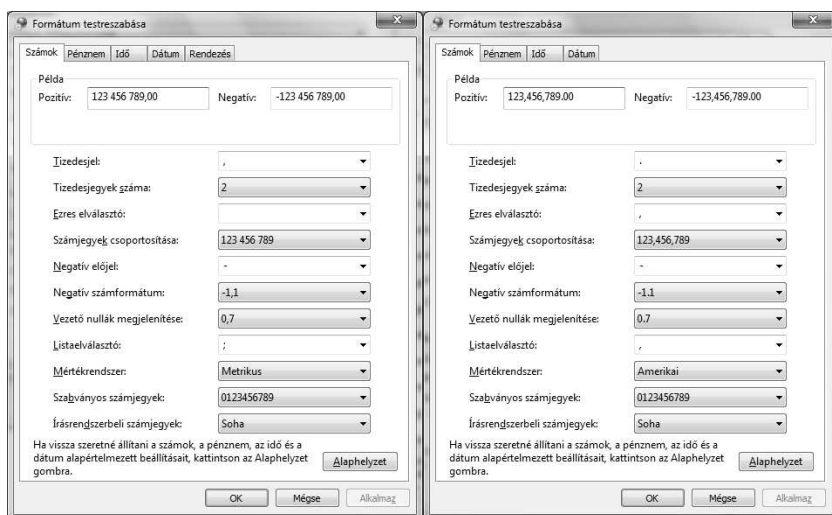 Formátum testreszabása
Számok Pénznem Idő Dátum Rendezés
Példa
Pozitív: 123 456 789,00 Negatív: -123 456 789,00
Tizedesjel: ,
Tizedesjegyek száma: 2
Ezres elválasztó:
Számjegyek csoportosítása: 123 456 789
Negatív előjel: -
Negatív számformátum: -1,1
Vezető nullák megjelenítése: 0,7
Listaelválasztó: ;
Mértékrendszer: Metrikus
Szabványos számjegyek: 0123456789
Írásrendszerbeli számjegyek: Soha
Ha vissza szeretné állítani a számok, a pénznem, az idő és a
dátum alapértelmezett beállításait, kattintson az Alaphelyzet
gombra.
Alaphelyzet
OK Mégse Alkalmaz
Formátum testreszabása
Számok Pénznem Idő Dátum
Példa
Pozitív: 123,456,789.00 Negatív: -123,456,789.00
Tizedesjel: .
Tizedesjegyek száma: 2
Ezres elválasztó: ,
Számjegyek csoportosítása: 123,456,789
Negatív előjel: -
Negatív számformátum: -1.1
Vezető nullák megjelenítése: 0.7
Listaelválasztó: ,
Mértékrendszer: Amerikai
Szabványos számjegyek: 0123456789
Írásrendszerbeli számjegyek: Soha
Ha vissza szeretné állítani a számok, a pénznem, az idő és a
dátum alapértelmezett beállításait, kattintson az Alaphelyzet
gombra.
Alaphelyzet
OK Mégse Alkalmaz